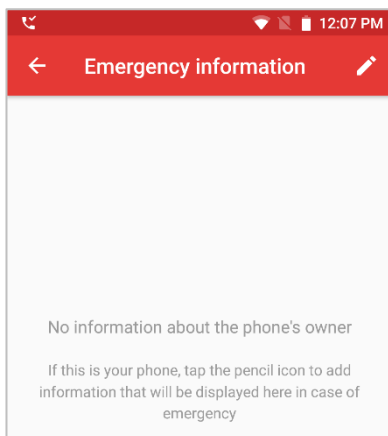 12:07 PM
Emergency information
No information about the phone's owner
If this is your phone, tap the pencil icon to add
information that will be displayed here in case of
emergency